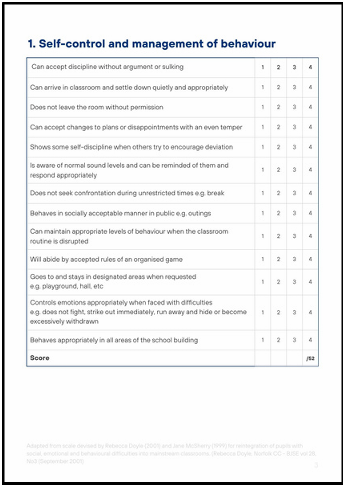 1. Self-control and management of behaviour
Can accept discipline without argument or sulking 1 2 3 4
Can arrive in classroom and settle down quietly and appropriately 1 2 3 4
Does not leave the room without permission 1 2 3 4
Can accept changes to plans or disappointments with an even temper 1 2 3 4
Shows some self-discipline when others try to encourage deviation 1 2 3 4
Is aware of normal sound levels and can be reminded of them and
respond appropriately 1 2 3 4
Does not seek confrontation during unrestricted times e.g. break 1 2 3 4
Behaves in socially acceptable manner in public e.g. outings 1 2 3 4
Can maintain appropriate levels of behaviour when the classroom
routine is disrupted 1 2 3 4
Will abide by accepted rules of an organised game 1 2 3 4
Goes to and stays in designated areas when requested
e.g. playground, hall, etc 1 2 3 4
Controls emotions appropriately when faced with difficulties
e.g. does not fight, strike out immediately, run away and hide or become
excessively withdrawn 1 2 3 4
Behaves appropriately in all areas of the school building 1 2 3 4
Score /52
Adapted from scale devised by Rebecca Doyle (2001) and Jane McSherry (1999) for reintegration of pupils with
social, emotional and behavioural difficulties into mainstream classrooms. (Rebecca Doyle, Norfolk CC - BJSE vol 28
No3 (September 2001)